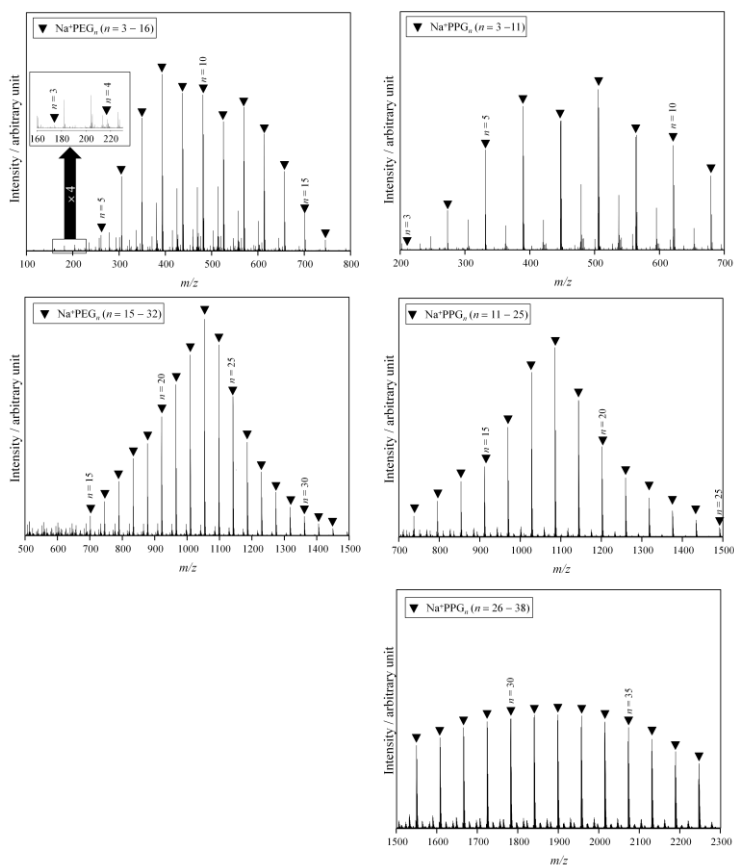 ▼ Na⁺PEGₙ (n = 3 – 16)
Intensity / arbitrary unit
n = 3
n = 4
160 180 200 220
× 4
n = 5
n = 10
n = 15
100 200 300 400 500 600 700 800
m/z
▼ Na⁺PPGₙ (n = 3 –11)
Intensity / arbitrary unit
n = 3
n = 5
n = 10
200 300 400 500 600 700
m/z
▼ Na⁺PEGₙ (n = 15 – 32)
Intensity / arbitrary unit
n = 15
n = 20
n = 25
n = 30
500 600 700 800 900 1000 1100 1200 1300 1400 1500
m/z
▼ Na⁺PPGₙ (n = 11 – 25)
Intensity / arbitrary unit
n = 15
n = 20
n = 25
700 800 900 1000 1100 1200 1300 1400 1500
m/z
▼ Na⁺PPGₙ (n = 26 – 38)
Intensity / arbitrary unit
n = 30
n = 35
1500 1600 1700 1800 1900 2000 2100 2200 2300
m/z